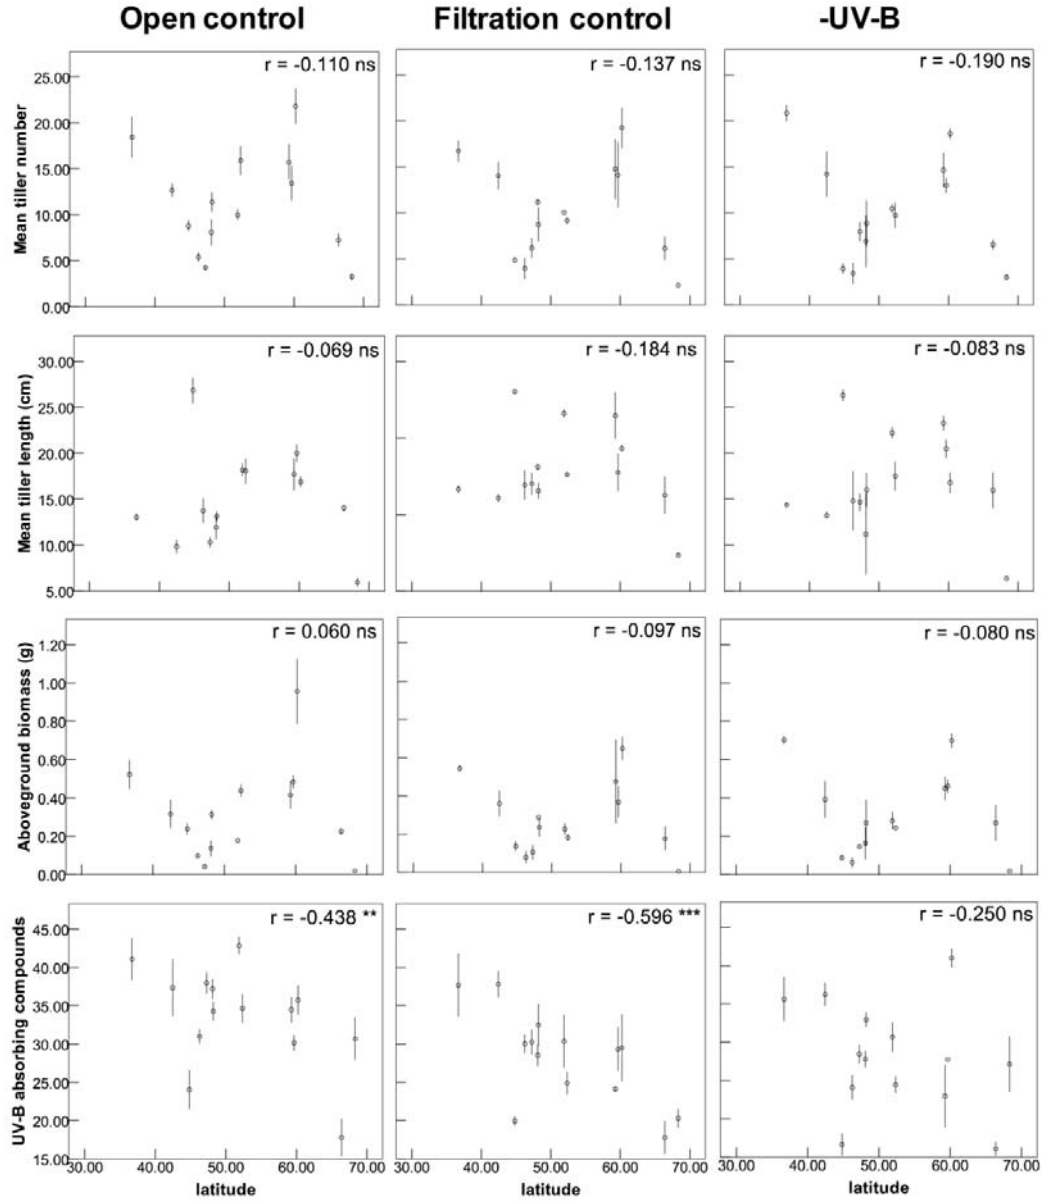 Open control
Filtration control
-UV-B
Mean tiller number
25.00
20.00
15.00
10.00
5.00
0.00
r = -0.110 ns
r = -0.137 ns
r = -0.190 ns
Mean tiller length (cm)
30.00
25.00
20.00
15.00
10.00
5.00
r = -0.069 ns
r = -0.184 ns
r = -0.083 ns
Aboveground biomass (g)
1.20
1.00
0.80
0.60
0.40
0.20
0.00
r = 0.060 ns
r = -0.097 ns
r = -0.080 ns
UV-B absorbing compounds
45.00
40.00
35.00
30.00
25.00
20.00
15.00
r = -0.438 **
r = -0.596 ***
r = -0.250 ns
30.00 40.00 50.00 60.00 70.00
30.00 40.00 50.00 60.00 70.00
30.00 40.00 50.00 60.00 70.00
latitude
latitude
latitude